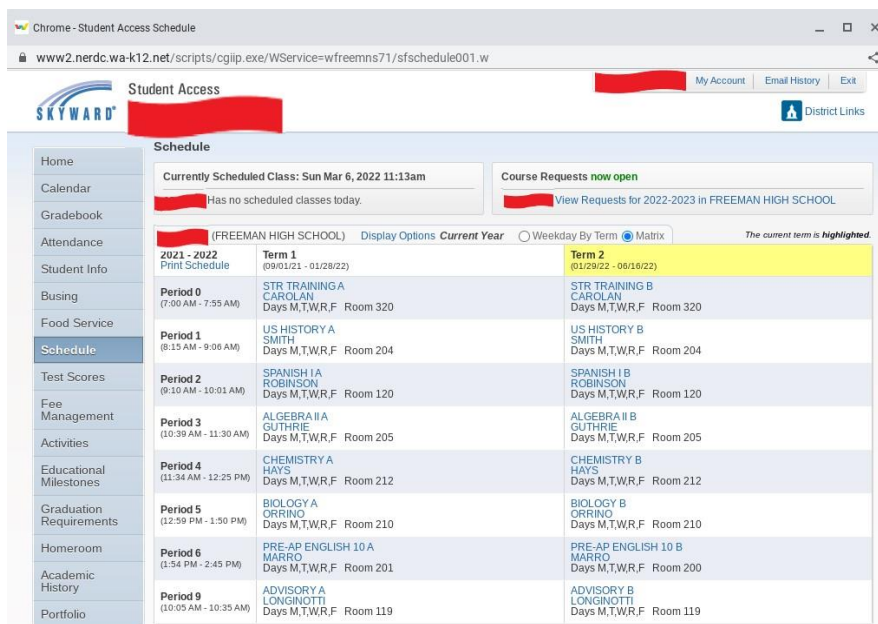 Chrome - Student Access Schedule
www2.nerdc.wa-k12.net/scripts/cgiip.exe/WService=wfreemns71/sfschedule001.w
SKYWARD
Student Access
My Account Email History Exit
District Links
Home
Calendar
Gradebook
Attendance
Student Info
Busing
Food Service
Schedule
Test Scores
Fee
Management
Activities
Educational
Milestones
Graduation
Requirements
Homeroom
Academic
History
Portfolio
Schedule
Currently Scheduled Class: Sun Mar 6, 2022 11:13am
Has no scheduled classes today.
Course Requests now open
View Requests for 2022-2023 in FREEMAN HIGH SCHOOL
(FREEMAN HIGH SCHOOL) Display Options Current Year Weekday By Term Matrix The current term is highlighted.
2021 - 2022 Term 1 Term 2
Print Schedule (09/01/21 - 01/28/22) (01/29/22 - 06/16/22)
Period 0 STR TRAINING A STR TRAINING B
(7:00 AM - 7:55 AM) CAROLAN CAROLAN
Days M,T,W,R,F Room 320 Days M,T,W,R,F Room 320
Period 1 US HISTORY A US HISTORY B
(8:15 AM - 9:06 AM) SMITH SMITH
Days M,T,W,R,F Room 204 Days M,T,W,R,F Room 204
Period 2 SPANISH I A SPANISH I B
(9:10 AM - 10:01 AM) ROBINSON ROBINSON
Days M,T,W,R,F Room 120 Days M,T,W,R,F Room 120
Period 3 ALGEBRA II A ALGEBRA II B
(10:39 AM - 11:30 AM) GUTHRIE GUTHRIE
Days M,T,W,R,F Room 205 Days M,T,W,R,F Room 205
Period 4 CHEMISTRY A CHEMISTRY B
(11:34 AM - 12:25 PM) HAYS HAYS
Days M,T,W,R,F Room 212 Days M,T,W,R,F Room 212
Period 5 BIOLOGY A BIOLOGY B
(12:59 PM - 1:50 PM) ORRINO ORRINO
Days M,T,W,R,F Room 210 Days M,T,W,R,F Room 210
Period 6 PRE-AP ENGLISH 10 A PRE-AP ENGLISH 10 B
(1:54 PM - 2:45 PM) MARRO MARRO
Days M,T,W,R,F Room 201 Days M,T,W,R,F Room 200
Period 9 ADVISORY A ADVISORY B
(10:05 AM - 10:35 AM) LONGINOTTI LONGINOTTI
Days M,T,W,R,F Room 119 Days M,T,W,R,F Room 119